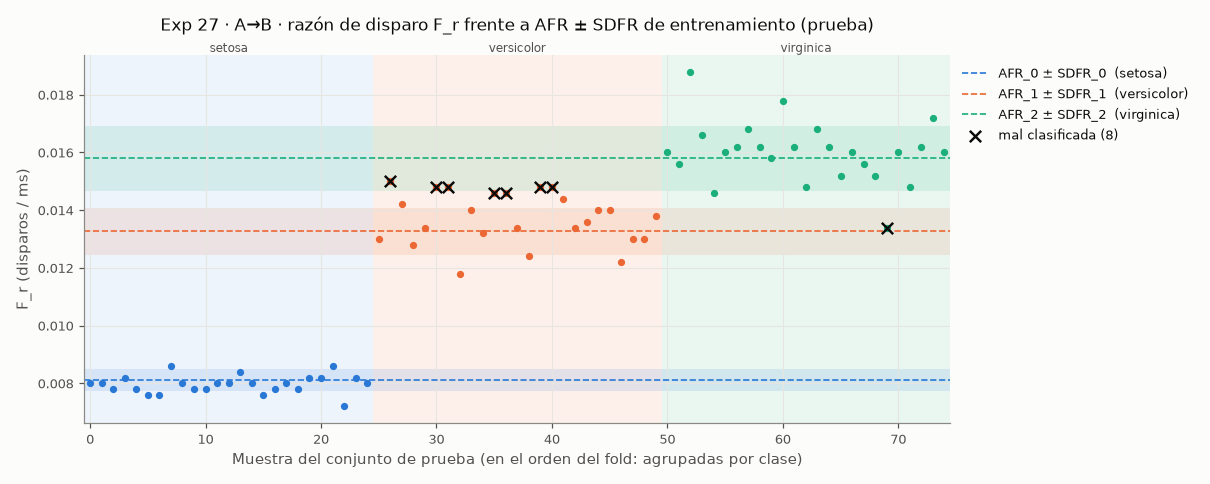 Exp 27 · A→B · razón de disparo F_r frente a AFR ± SDFR de entrenamiento (prueba)
setosa
versicolor
virginica
AFR_0 ± SDFR_0 (setosa)
AFR_1 ± SDFR_1 (versicolor)
AFR_2 ± SDFR_2 (virginica)
mal clasificada (8)
F_r (disparos / ms)
0.018
0.016
0.014
0.012
0.010
0.008
0
10
20
30
40
50
60
70
Muestra del conjunto de prueba (en el orden del fold: agrupadas por clase)